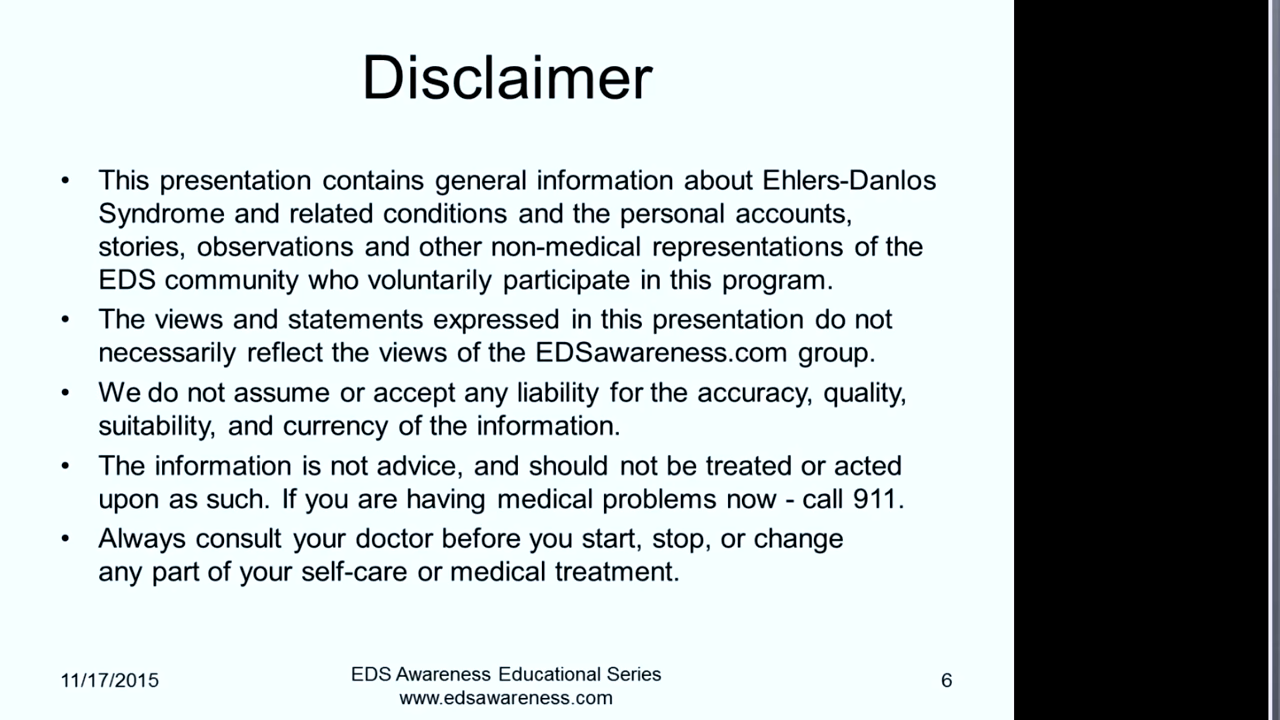 Disclaimer
• This presentation contains general information about Ehlers-Danlos
Syndrome and related conditions and the personal accounts,
stories, observations and other non-medical representations of the
EDS community who voluntarily participate in this program.
• The views and statements expressed in this presentation do not
necessarily reflect the views of the EDSawareness.com group.
• We do not assume or accept any liability for the accuracy, quality,
suitability, and currency of the information.
• The information is not advice, and should not be treated or acted
upon as such. If you are having medical problems now - call 911.
• Always consult your doctor before you start, stop, or change
any part of your self-care or medical treatment.
11/17/2015
EDS Awareness Educational Series
www.edsawareness.com
6